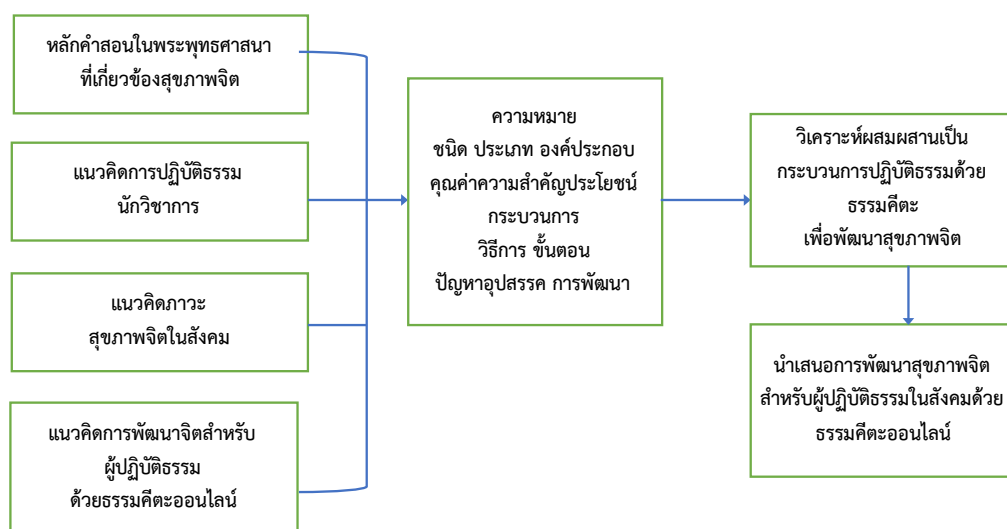 หลักคำสอนในพระพุทธศาสนา
ที่เกี่ยวข้องสุขภาพจิต
แนวคิดการปฏิบัติธรรม
นักวิชาการ
แนวคิดภาวะ
สุขภาพจิตในสังคม
แนวคิดการพัฒนาจิตสำหรับ
ผู้ปฏิบัติธรรม
ด้วยธรรมคีตะออนไลน์
ความหมาย
ชนิด ประเภท องค์ประกอบ
คุณค่าความสำคัญประโยชน์
กระบวนการ
วิธีการ ขั้นตอน
ปัญหาอุปสรรค การพัฒนา
วิเคราะห์ผสมผสานเป็น
กระบวนการปฏิบัติธรรมด้วย
ธรรมคีตะ
เพื่อพัฒนาสุขภาพจิต
นำเสนอการพัฒนาสุขภาพจิต
สำหรับผู้ปฏิบัติธรรมในสังคมด้วย
ธรรมคีตะออนไลน์